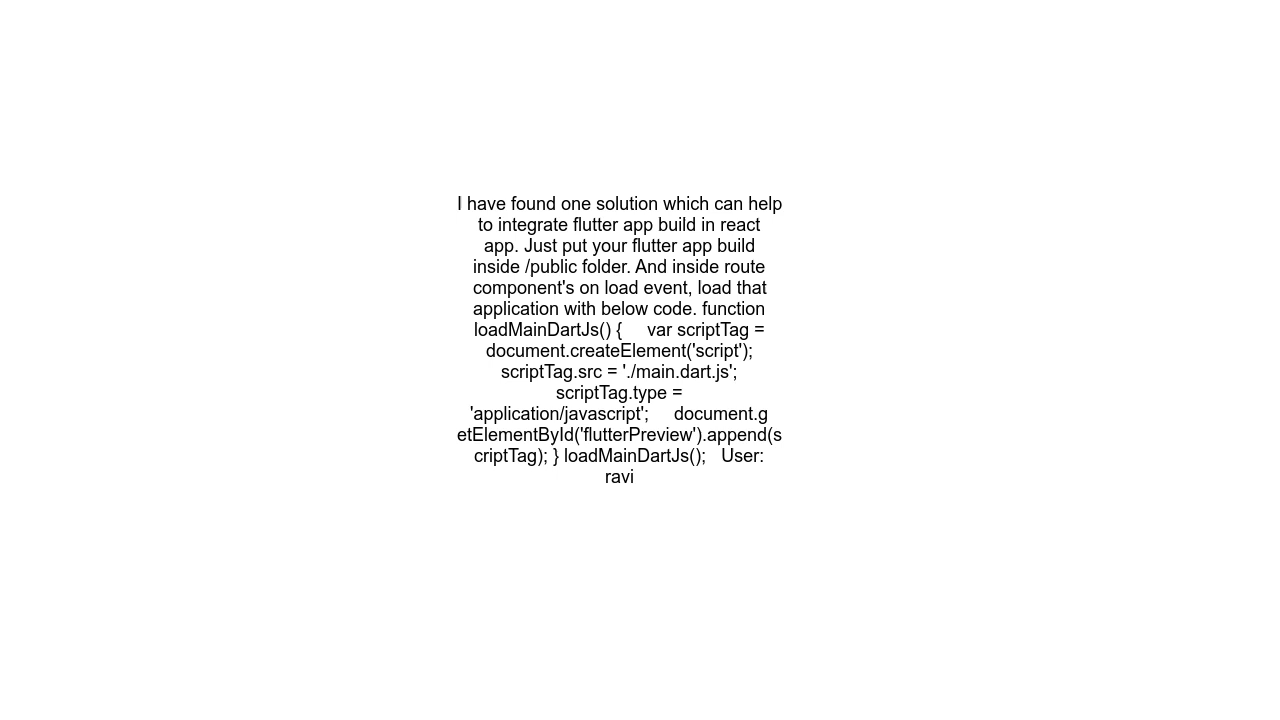 I have found one solution which can help
to integrate flutter app build in react
app. Just put your flutter app build
inside /public folder. And inside route
component's on load event, load that
application with below code. function
loadMainDartJs() {     var scriptTag =
document.createElement('script');
scriptTag.src = './main.dart.js';
scriptTag.type =
'application/javascript';     document.g
etElementById('flutterPreview').append(s
criptTag); } loadMainDartJs();   User:
ravi